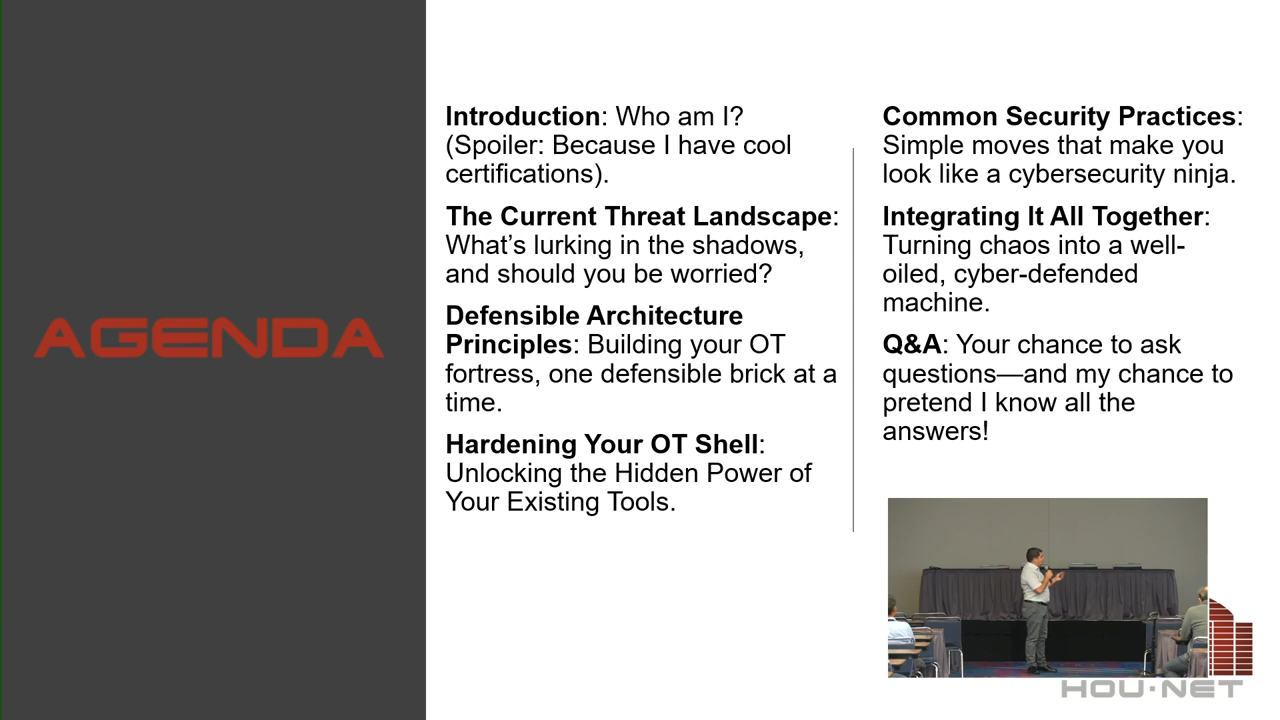 AGENDA
Introduction: Who am I?
(Spoiler: Because I have cool
certifications).
The Current Threat Landscape:
What’s lurking in the shadows,
and should you be worried?
Defensible Architecture
Principles: Building your OT
fortress, one defensible brick at a
time.
Hardening Your OT Shell:
Unlocking the Hidden Power of
Your Existing Tools.
Common Security Practices:
Simple moves that make you
look like a cybersecurity ninja.
Integrating It All Together:
Turning chaos into a well-
oiled, cyber-defended
machine.
Q&A: Your chance to ask
questions—and my chance to
pretend I know all the
answers!
HOU·NET